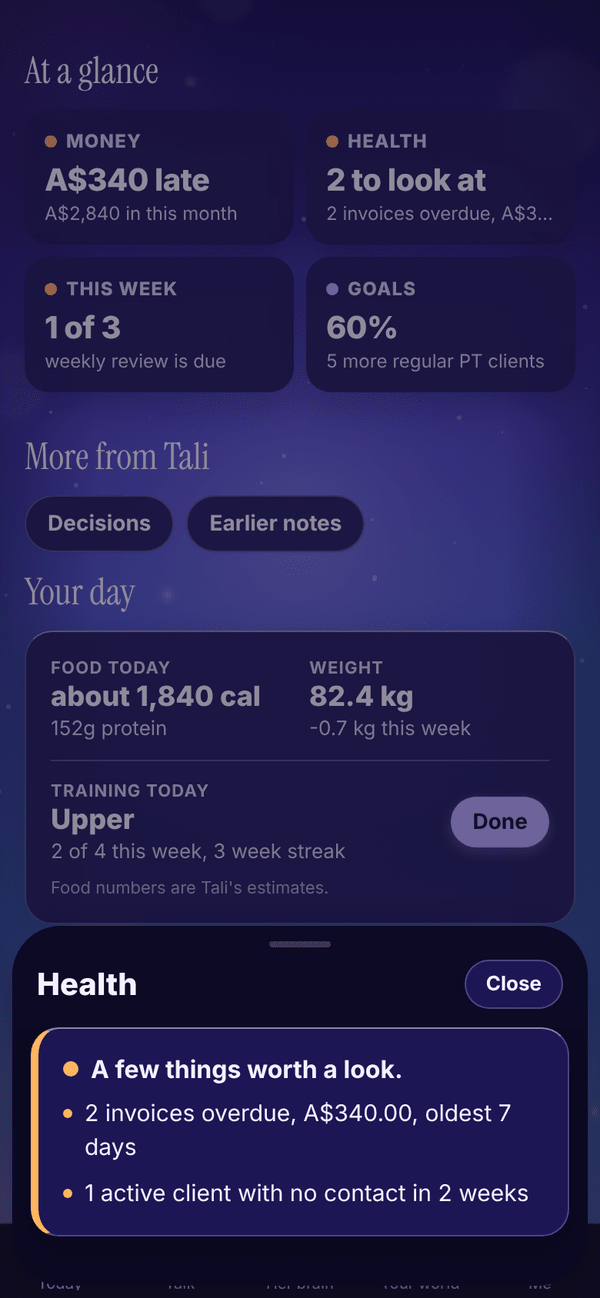 At a glance
MONEY
A$340 late
A$2,840 in this month
HEALTH
2 to look at
2 invoices overdue, A$3...
THIS WEEK
1 of 3
weekly review is due
GOALS
60%
5 more regular PT clients
More from Tali
Decisions
Earlier notes
Your day
FOOD TODAY
about 1,840 cal
152g protein
WEIGHT
82.4 kg
-0.7 kg this week
TRAINING TODAY
Upper
2 of 4 this week, 3 week streak
Done
Food numbers are Tali's estimates.
Health
Close
A few things worth a look.
2 invoices overdue, A$340.00, oldest 7
days
1 active client with no contact in 2 weeks